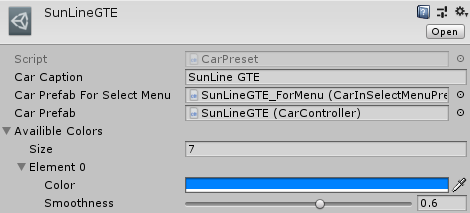 SunLineGTE
Open
Script CarPreset
Car Caption SunLine GTE
Car Prefab For Select Menu SunLineGTE_ForMenu (CarInSelectMenuPre
Car Prefab SunLineGTE (CarController)
Availible Colors
Size 7
Element 0
Color
Smoothness 0.6